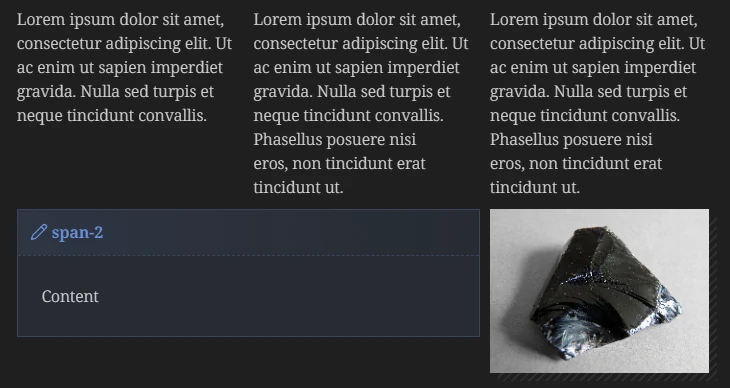 Lorem ipsum dolor sit amet,
consectetur adipiscing elit. Ut
ac enim ut sapien imperdiet
gravida. Nulla sed turpis et
neque tincidunt convallis.
Lorem ipsum dolor sit amet,
consectetur adipiscing elit. Ut
ac enim ut sapien imperdiet
gravida. Nulla sed turpis et
neque tincidunt convallis.
Phasellus posuere nisi
eros, non tincidunt erat
tincidunt ut.
Lorem ipsum dolor sit amet,
consectetur adipiscing elit. Ut
ac enim ut sapien imperdiet
gravida. Nulla sed turpis et
neque tincidunt convallis.
Phasellus posuere nisi
eros, non tincidunt erat
tincidunt ut.
span-2
Content